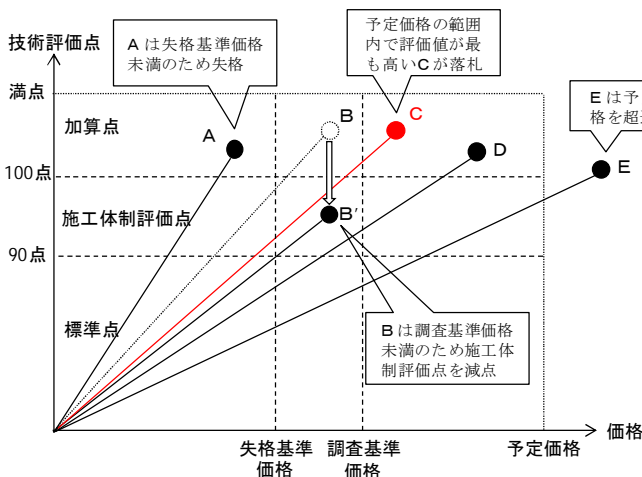 技術評価点
Aは失格基準価格
未満のため失格
予定価格の範囲
内で評価値が最
も高いCが落札
満点
加算点
A
B
C
D
E
Eは予
格を超
100点
施工体制評価点
B'
90点
標準点
Bは調査基準価格
未満のため施工体
制評価点を減点
価格
失格基準
価格
調査基準
価格
予定価格